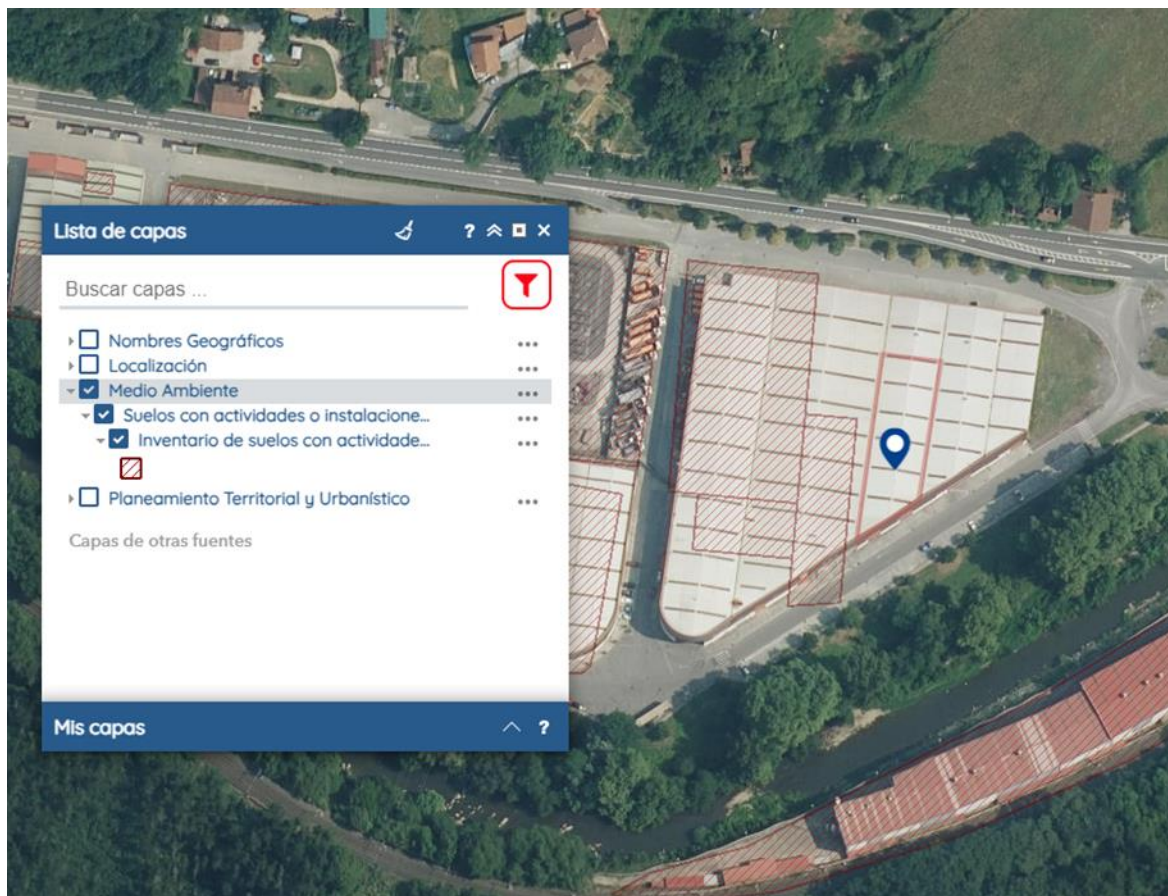 Lista de capas ? x
Buscar capas ...
Nombres Geográficos ...
Localización ...
Medio Ambiente ...
Suelos con actividades o instalacione... ...
Inventario de suelos con actividade... ...
Planeamiento Territorial y Urbanístico ...
Capas de otras fuentes
Mis capas ?